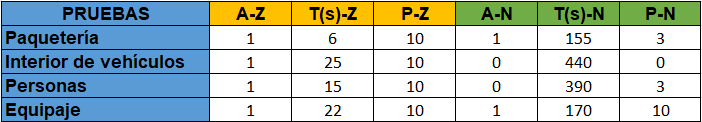 PRUEBAS A-Z T(s)-Z P-Z A-N T(s)-N P-N
Paquetería 1 6 10 1 155 3
Interior de vehículos 1 25 10 0 440 0
Personas 1 15 10 0 390 3
Equipaje 1 22 10 1 170 10